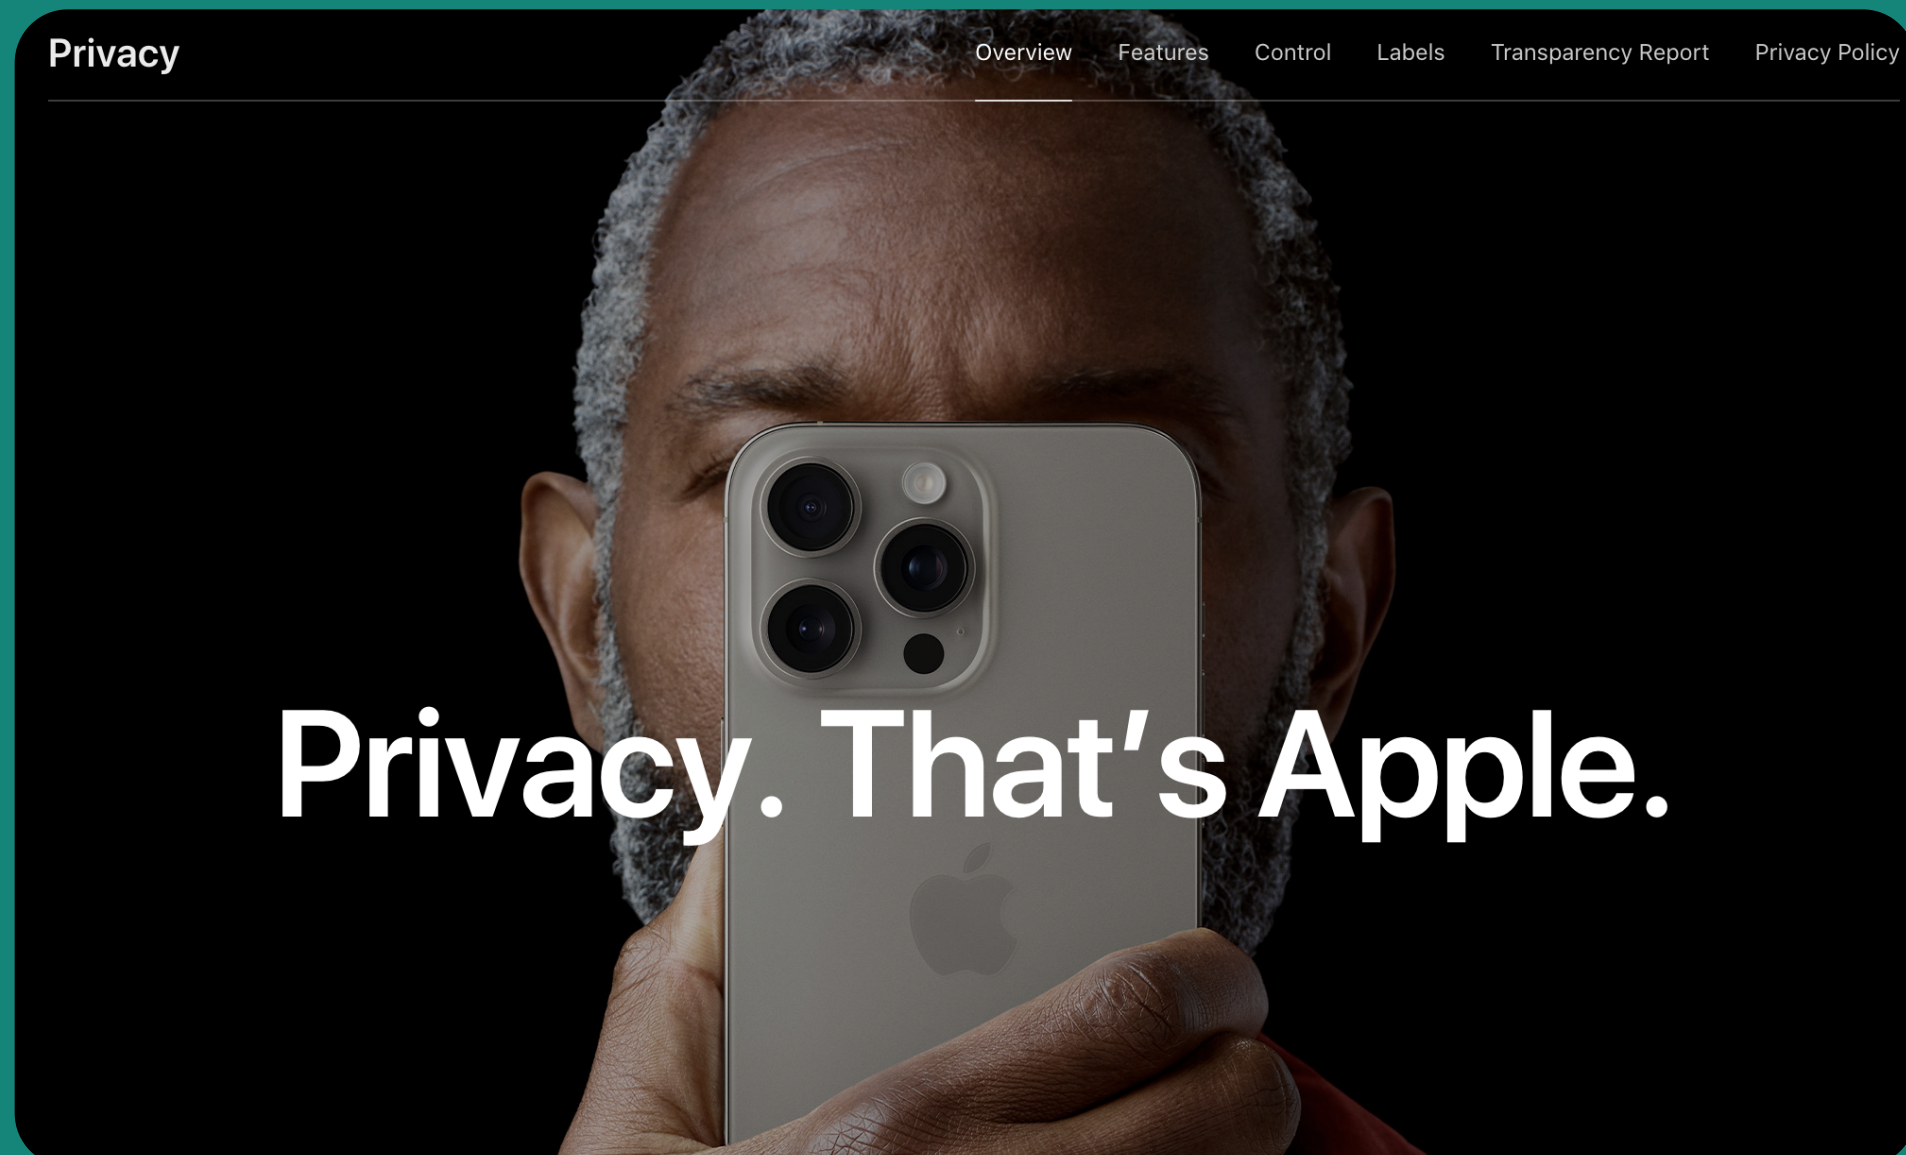 Privacy
Overview Features Control Labels Transparency Report Privacy Policy
Privacy. That’s Apple.